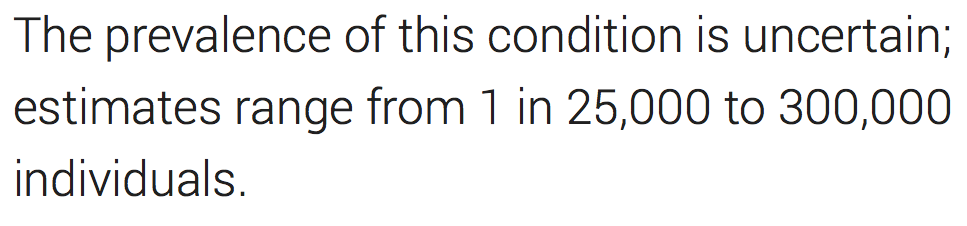 The prevalence of this condition is uncertain;
estimates range from 1 in 25,000 to 300,000
individuals.